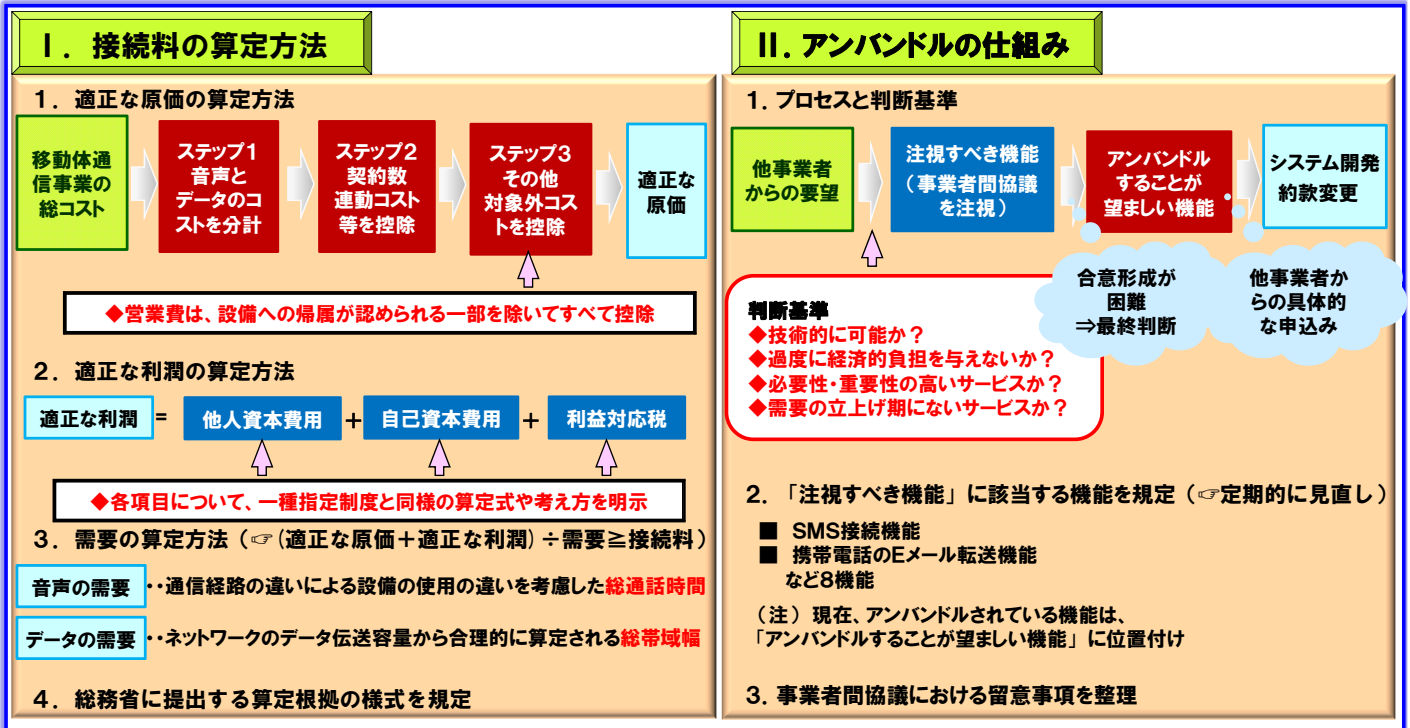 Ⅰ．接続料の算定方法
１．適正な原価の算定方法
移動体通
信事業の
総コスト
ステップ１
音声と
データのコ
ストを分計
ステップ２
契約数
連動コスト
等を控除
ステップ３
その他
対象外コス
トを控除
適正な
原価
◆営業費は、設備への帰属が認められる一部を除いてすべて控除
２．適正な利潤の算定方法
適正な利潤
＝
他人資本費用
＋
自己資本費用
＋
利益対応税
◆各項目について、一種指定制度と同様の算定式や考え方を明示
３．需要の算定方法（☞(適正な原価＋適正な利潤)÷需要≧接続料）
音声の需要
・・通信経路の違いによる設備の使用の違いを考慮した総通話時間
データの需要
・・ネットワークのデータ伝送容量から合理的に算定される総帯域幅
４．総務省に提出する算定根拠の様式を規定
Ⅱ．アンバンドルの仕組み
１．プロセスと判断基準
他事業者
からの要望
注視すべき機能
（事業者間協議
を注視）
アンバンドル
することが
望ましい機能
システム開発
約款変更
合意形成が
困難
⇒最終判断
他事業者か
らの具体的
な申込み
判断基準
◆技術的に可能か？
◆過度に経済的負担を与えないか？
◆必要性・重要性の高いサービスか？
◆需要の立上げ期にないサービスか？
２．「注視すべき機能」に該当する機能を規定（☞定期的に見直し）
■ SMS接続機能
■ 携帯電話のEメール転送機能
など8機能
（注）現在、アンバンドルされている機能は、
「アンバンドルすることが望ましい機能」に位置付け
３．事業者間協議における留意事項を整理